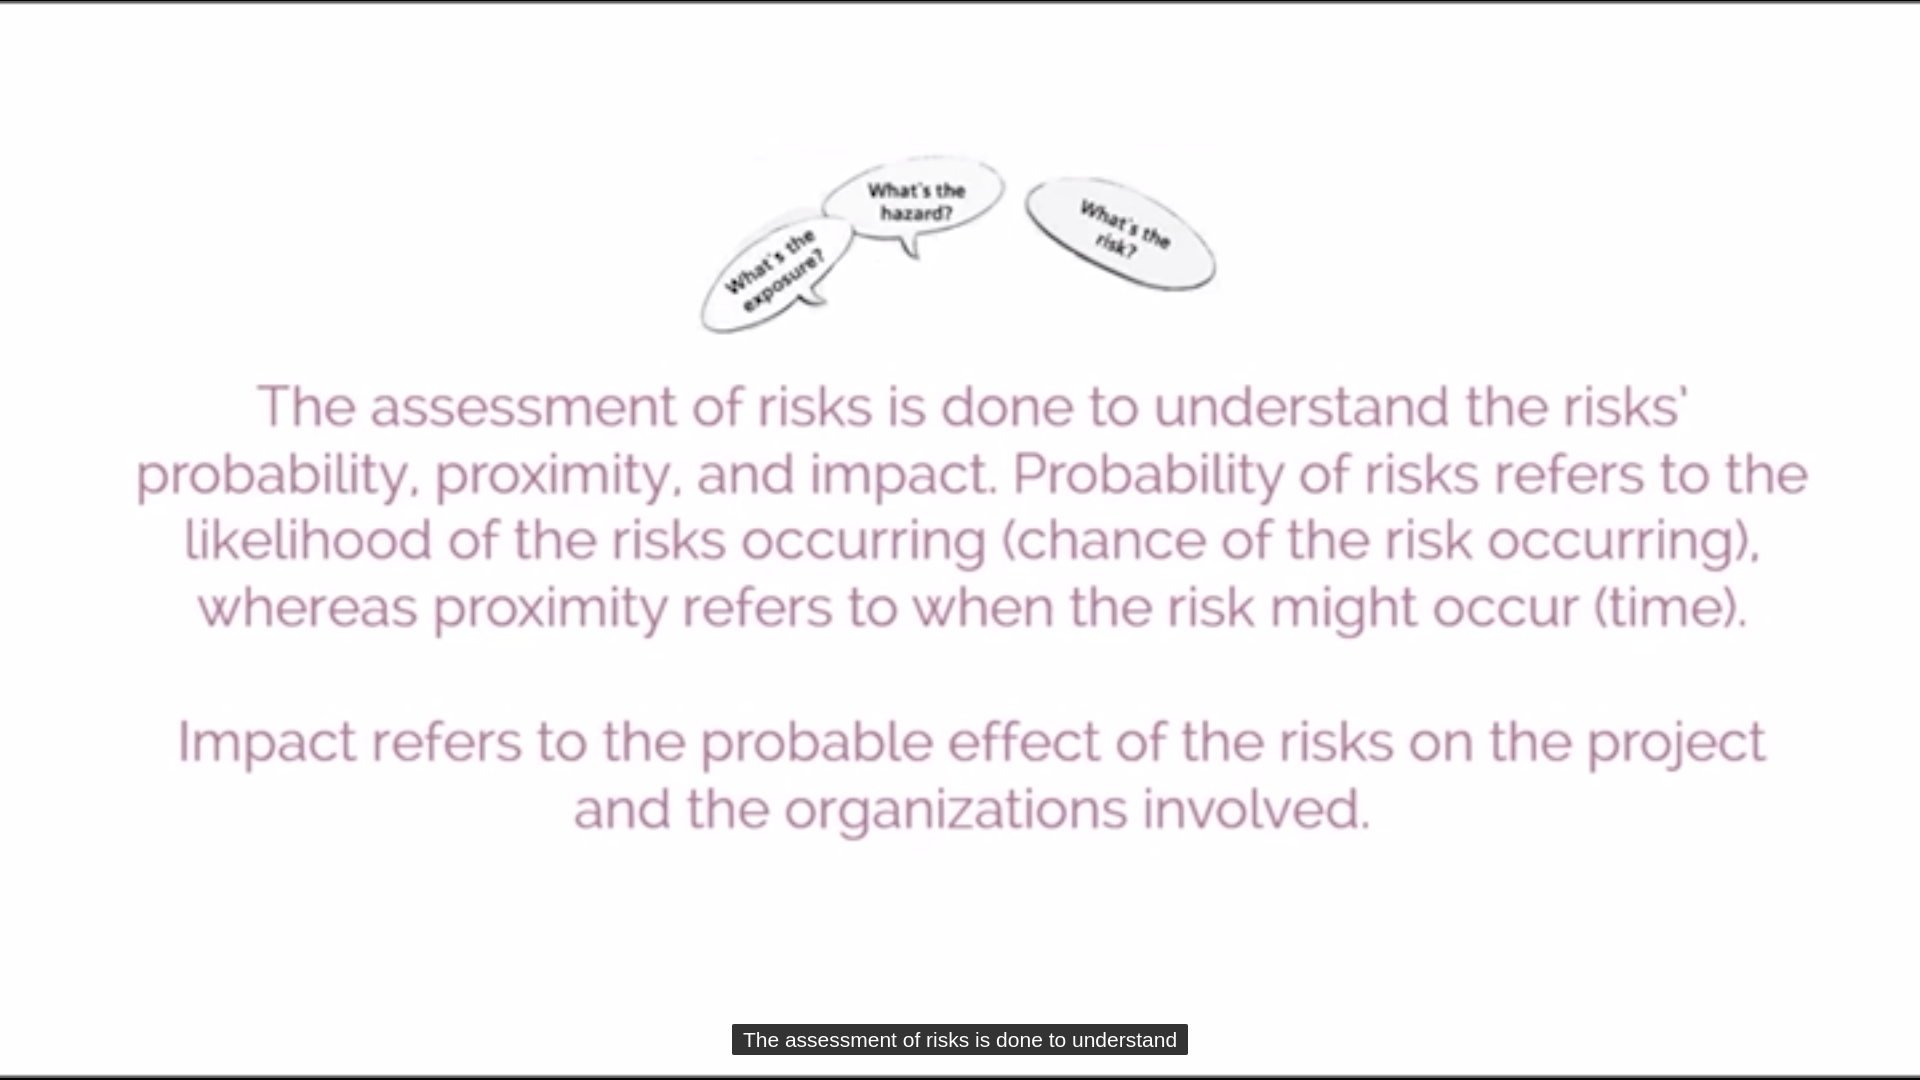 What's the
hazard?
What's the
exposure?
What's the
risk?
The assessment of risks is done to understand the risks'
probability, proximity, and impact. Probability of risks refers to the
likelihood of the risks occurring (chance of the risk occurring),
whereas proximity refers to when the risk might occur (time).
Impact refers to the probable effect of the risks on the project
and the organizations involved.
The assessment of risks is done to understand